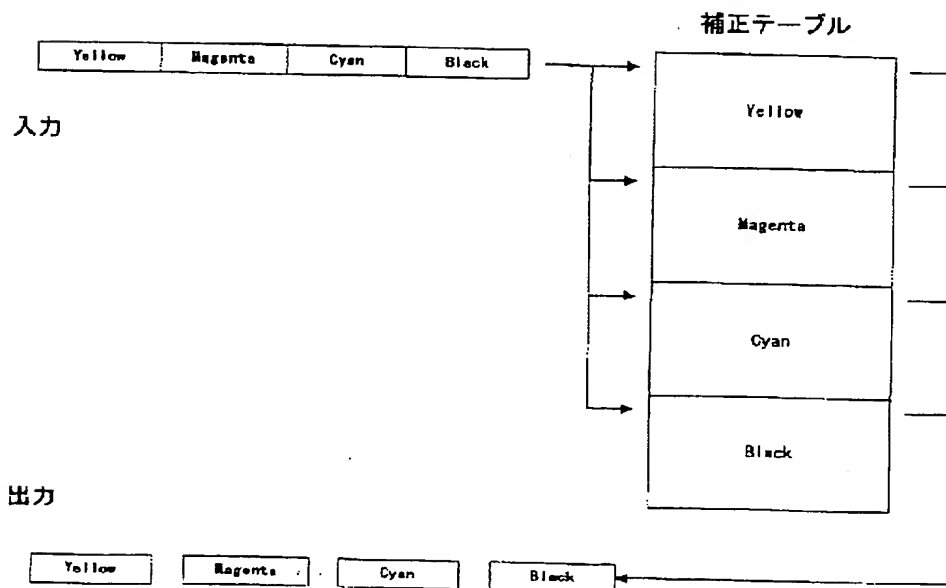 補正テーブル
Yellow Magenta Cyan Black
入力
Yellow
Magenta
Cyan
Black
出力
Yellow Magenta Cyan Black